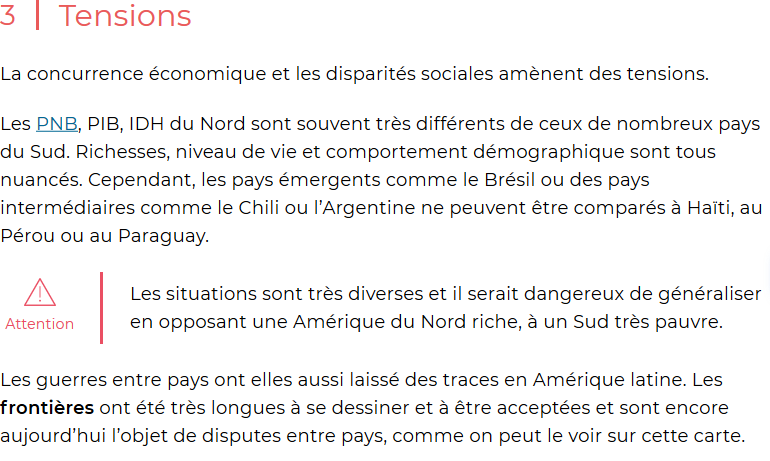 3 | Tensions
La concurrence économique et les disparités sociales amènent des tensions.
Les PNB, PIB, IDH du Nord sont souvent très différents de ceux de nombreux pays
du Sud. Richesses, niveau de vie et comportement démographique sont tous
nuancés. Cependant, les pays émergents comme le Brésil ou des pays
intermédiaires comme le Chili ou l’Argentine ne peuvent être comparés à Haïti, au
Pérou ou au Paraguay.
Attention
Les situations sont très diverses et il serait dangereux de généraliser
en opposant une Amérique du Nord riche, à un Sud très pauvre.
Les guerres entre pays ont elles aussi laissé des traces en Amérique latine. Les
frontières ont été très longues à se dessiner et à être acceptées et sont encore
aujourd’hui l’objet de disputes entre pays, comme on peut le voir sur cette carte.